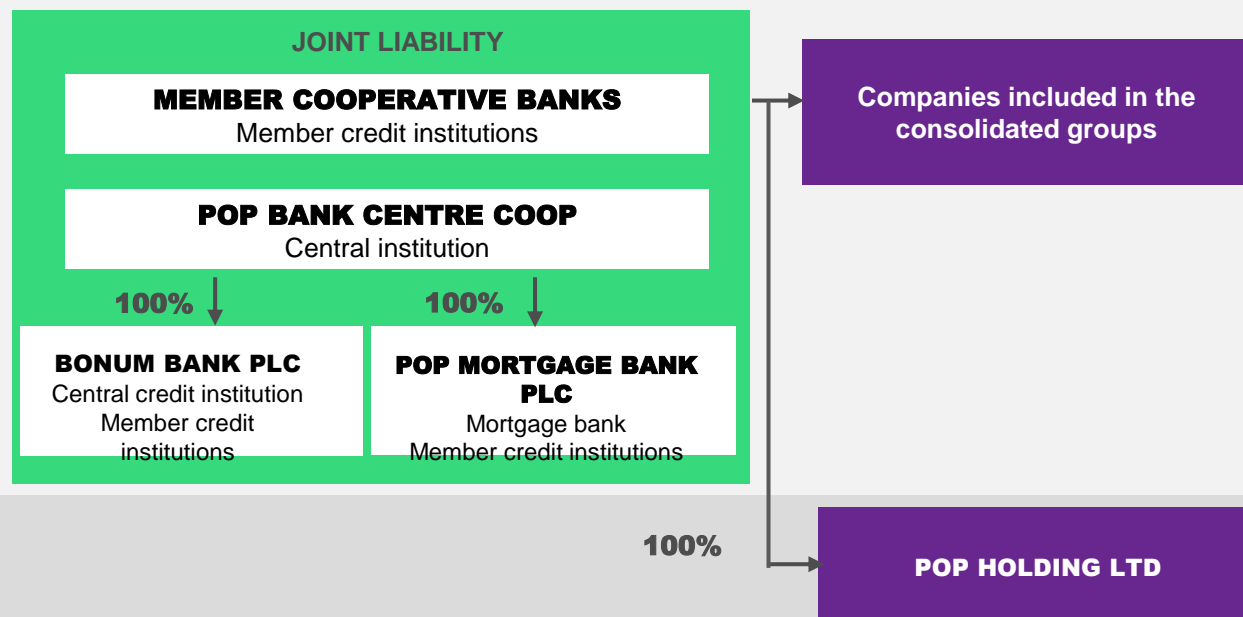 JOINT LIABILITY
MEMBER COOPERATIVE BANKS
Member credit institutions
Companies included in the
consolidated groups
POP BANK CENTRE COOP
Central institution
100%
100%
BONUM BANK PLC
Central credit institution
Member credit
institutions
POP MORTGAGE BANK
PLC
Mortgage bank
Member credit institutions
100%
POP HOLDING LTD